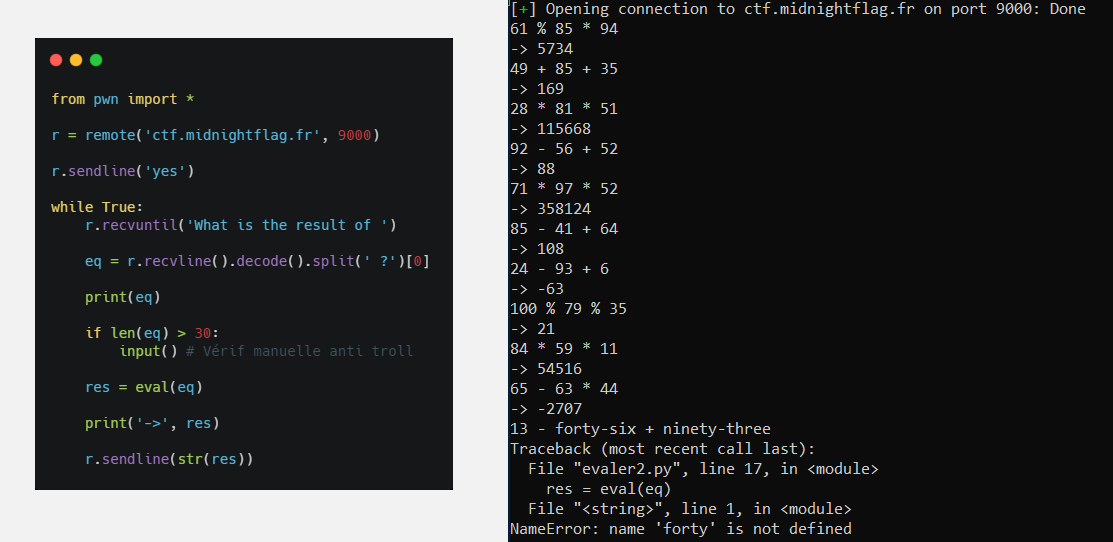 from pwn import *
r = remote('ctf.midnightflag.fr', 9000)
r.sendline('yes')
while True:
    r.recvuntil('What is the result of ')
    eq = r.recvline().decode().split(' ?')[0]
    print(eq)
    if len(eq) > 30:
        input() # Vérif manuelle anti troll
    res = eval(eq)
    print('->', res)
    r.sendline(str(res))
[+] Opening connection to ctf.midnightflag.fr on port 9000: Done
61 % 85 * 94
-> 5734
49 + 85 + 35
-> 169
28 * 81 * 51
-> 115668
92 - 56 + 52
-> 88
71 * 97 * 52
-> 358124
85 - 41 + 64
-> 108
24 - 93 + 6
-> -63
100 % 79 % 35
-> 21
84 * 59 * 11
-> 54516
65 - 63 * 44
-> -2707
13 - forty-six + ninety-three
Traceback (most recent call last):
  File "evaler2.py", line 17, in <module>
    res = eval(eq)
  File "<string>", line 1, in <module>
NameError: name 'forty' is not defined